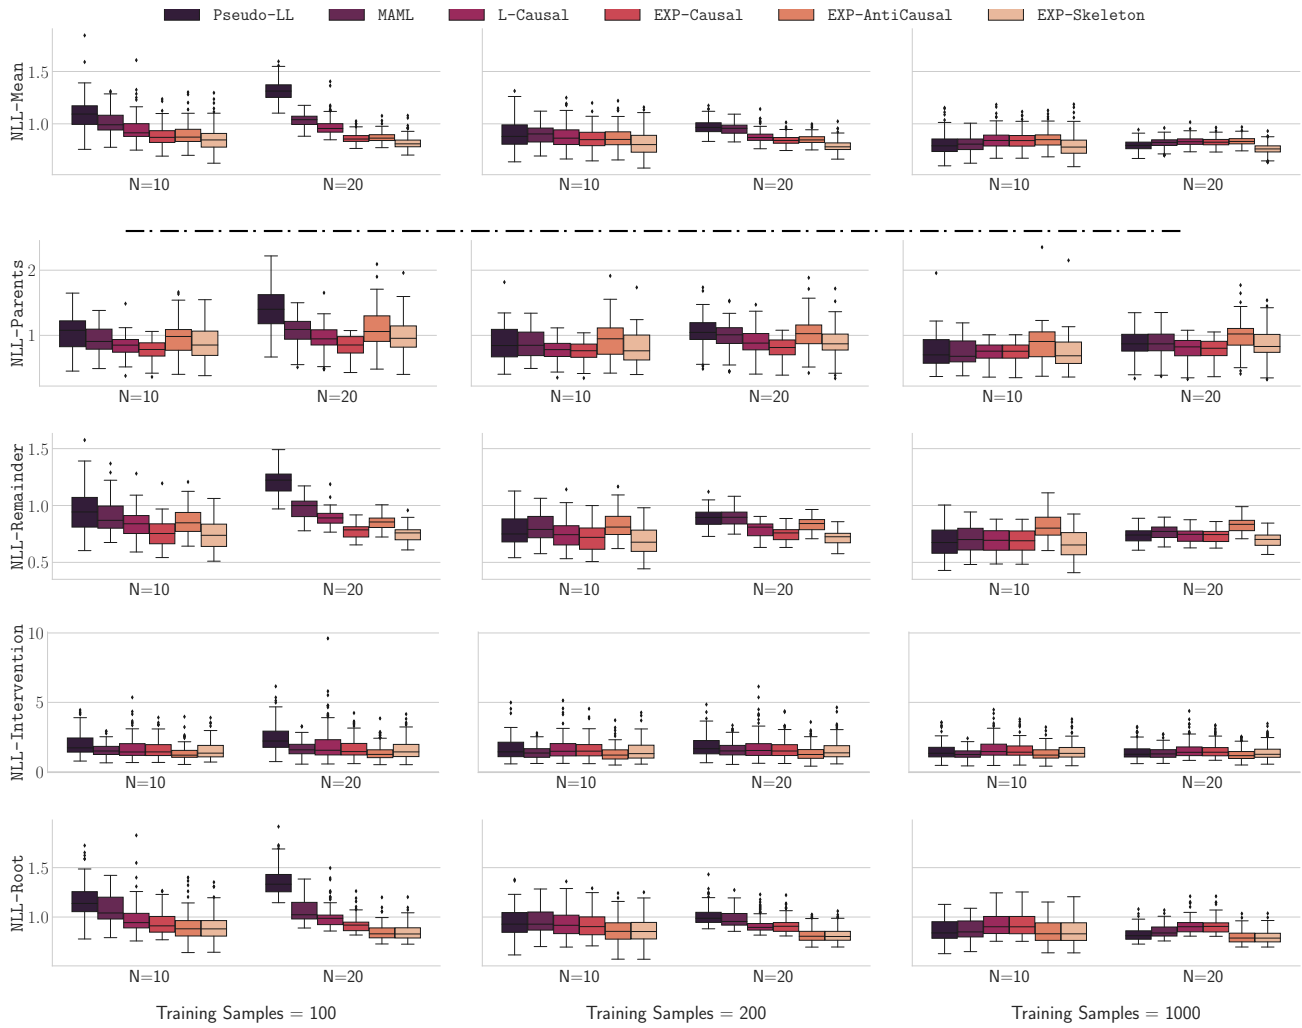 Pseudo-LL MAML L-Causal EXP-Causal EXP-AntiCausal EXP-Skeleton
NLL-Mean
1.5
1.0
N=10 N=20 N=10 N=20 N=10 N=20
NLL-Parents
2
1
N=10 N=20 N=10 N=20 N=10 N=20
NLL-Remainder
1.5
1.0
0.5
N=10 N=20 N=10 N=20 N=10 N=20
NLL-Intervention
10
5
0
N=10 N=20 N=10 N=20 N=10 N=20
NLL-Root
1.5
1.0
N=10 N=20 N=10 N=20 N=10 N=20
Training Samples = 100 Training Samples = 200 Training Samples = 1000